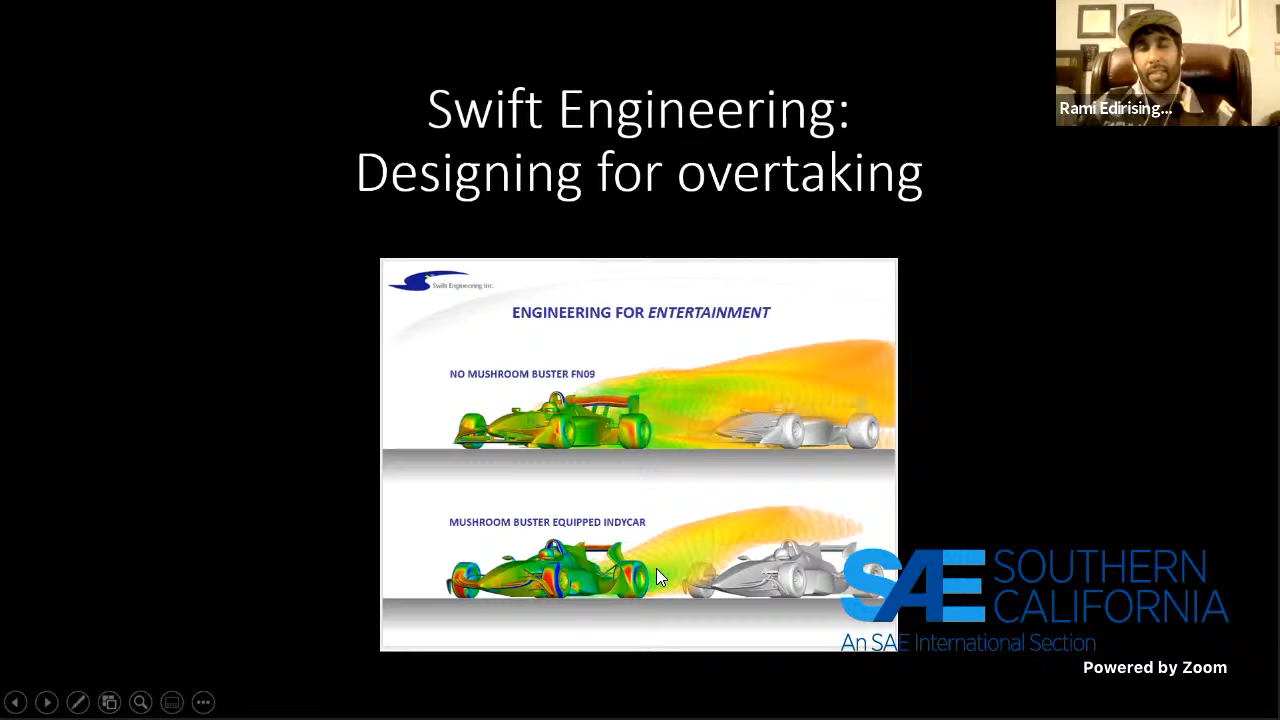 Swift Engineering:
Designing for overtaking
Rami Edirising...
Swift Engineering Inc.
ENGINEERING FOR ENTERTAINMENT
NO MUSHROOM BUSTER FN09
MUSHROOM BUSTER EQUIPPED INDYCAR
SAE SOUTHERN
CALIFORNIA
An SAE International Section
Powered by Zoom